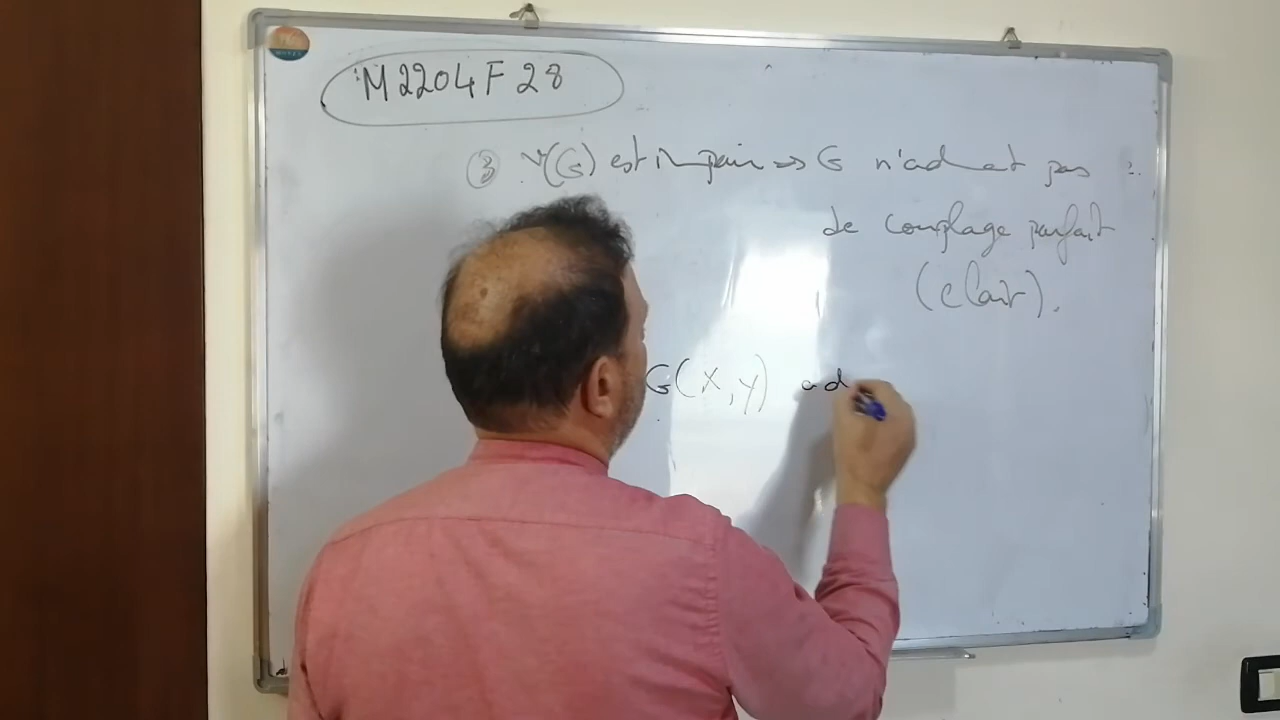 M2204F28
③ ν(G) est impair => G n'admet pas
de couplage parfait
(clair).
G(X,Y) ad